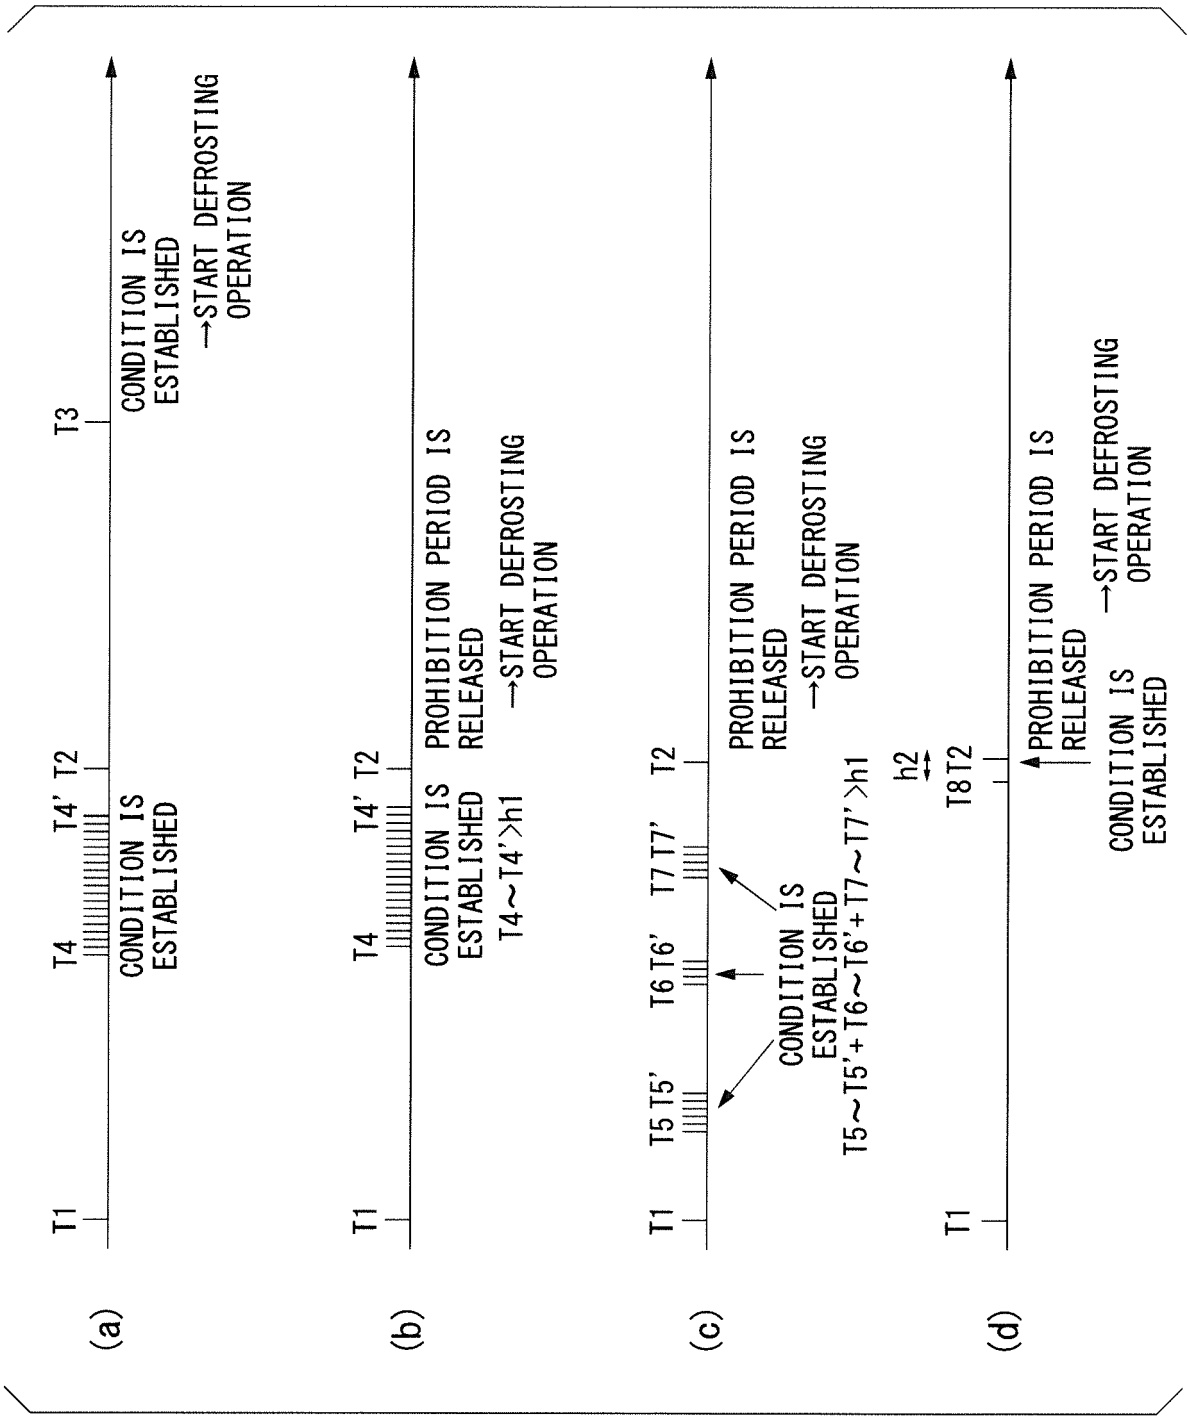 (a)
T1
T4
T4'
T2
T3
CONDITION IS
ESTABLISHED
CONDITION IS
ESTABLISHED
→START DEFROSTING
OPERATION
(b)
T1
T4
T4'
T2
CONDITION IS
ESTABLISHED
T4~T4'>h1
PROHIBITION PERIOD IS
RELEASED
→START DEFROSTING
OPERATION
(c)
T1
T5 T5'
T6 T6'
T7 T7'
T2
CONDITION IS
ESTABLISHED
T5~T5'+T6~T6'+T7~T7'>h1
PROHIBITION PERIOD IS
RELEASED
→START DEFROSTING
OPERATION
(d)
T1
h2
T8 T2
CONDITION IS
ESTABLISHED
PROHIBITION PERIOD IS
RELEASED
→START DEFROSTING
OPERATION